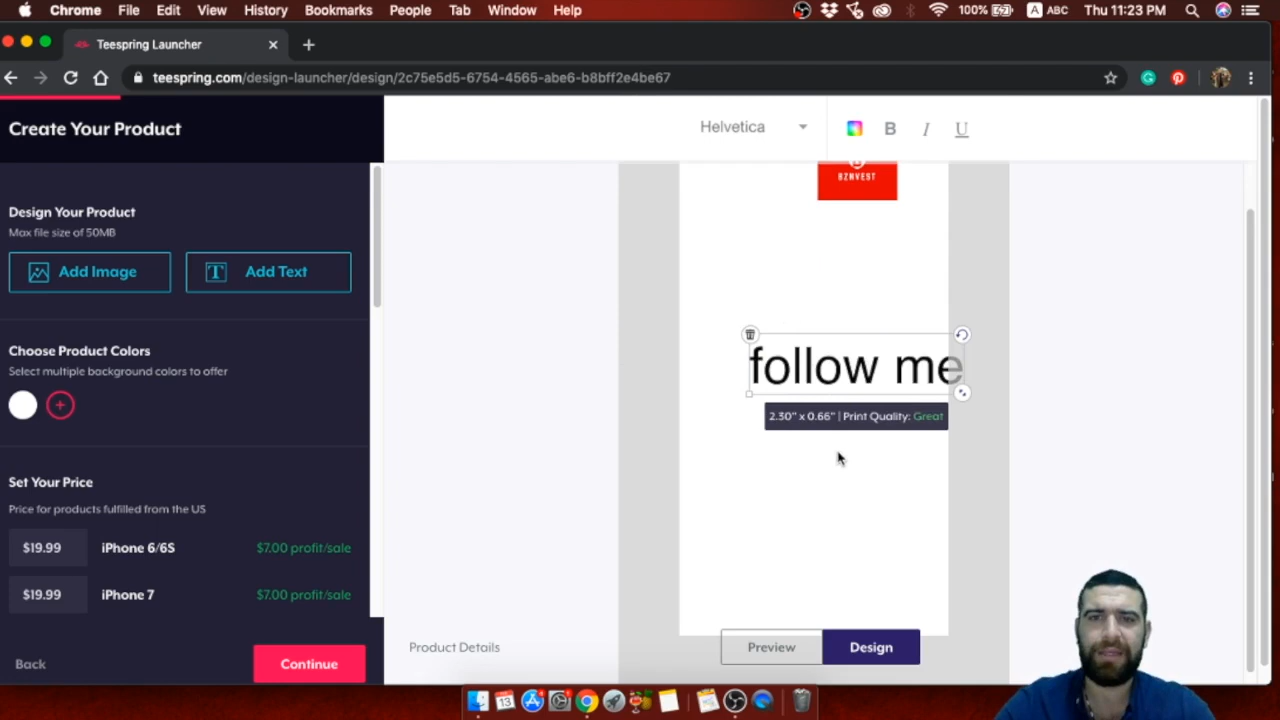 Chrome File Edit View History Bookmarks People Tab Window Help 100% A ABC Thu 11:23 PM
Teespring Launcher
teespring.com/design-launcher/design/2c75e5d5-6754-4565-abe6-b8bff2e4be67
Create Your Product
Helvetica B I U
BZNVEST
Design Your Product
Max file size of 50MB
Add Image
T Add Text
follow me
Choose Product Colors
Select multiple background colors to offer
2.30" x 0.66" | Print Quality: Great
Set Your Price
Price for products fulfilled from the US
$19.99 iPhone 6/6S $7.00 profit/sale
$19.99 iPhone 7 $7.00 profit/sale
Product Details
Preview
Design
Back
Continue
13